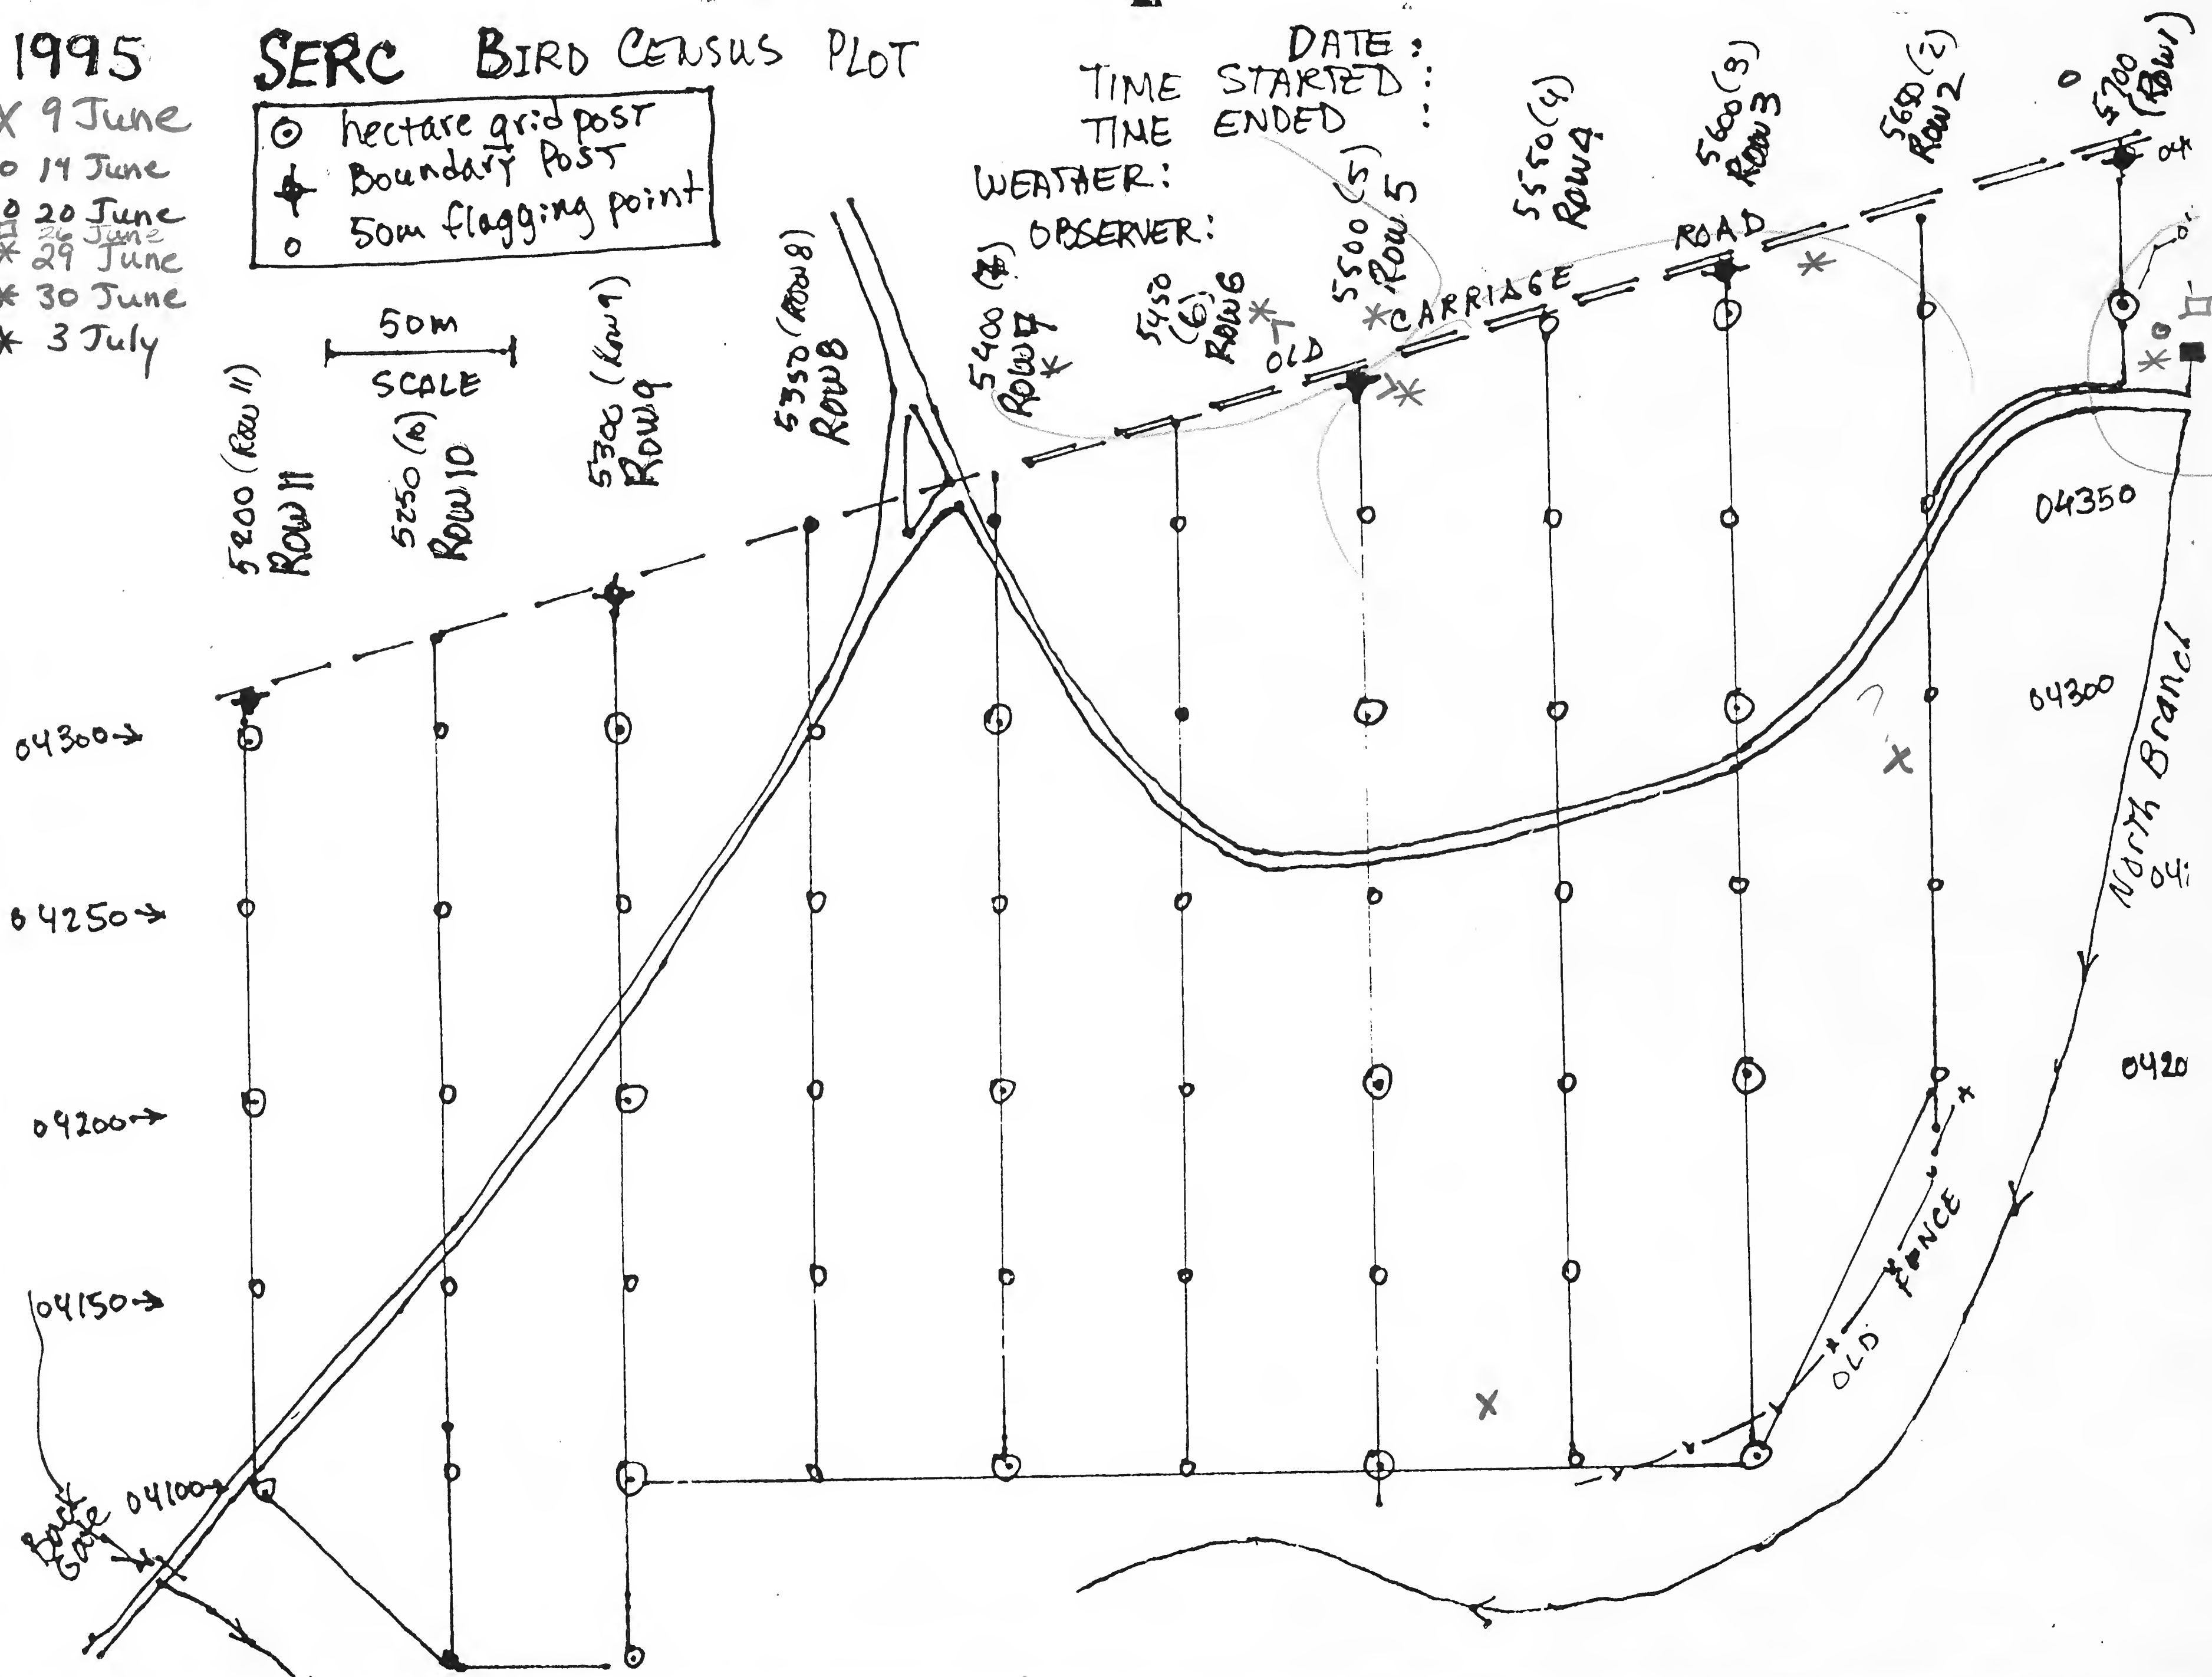 1995
SERC BIRD CENSUS PLOT
X 9 June
o 14 June
20 June
□ 26 June
* 29 June
* 30 June
* 3 July
hectare grid post
Boundary Post
50m flagging point
50m
SCALE
DATE:
TIME STARTED:
TIME ENDED:
WEATHER:
OBSERVER:
5200 (Row 11)
Row 11
5250 (10)
Row 10
5300 (Row 9)
Row 9
5350 (Row 8)
Row 8
5400 (7)
Row 7
5450
(6)
Row 6
5500 (5)
Row 5
5550 (4)
Row 4
5600 (3)
Row 3
5650 (2)
Row 2
5700
(Row 1)
OLD CARRIAGE ROAD
04
04350
04300
North Branch
04
0420
04300→
04250→
04200→
04150→
04100→
Back
Gate
OLD FENCE